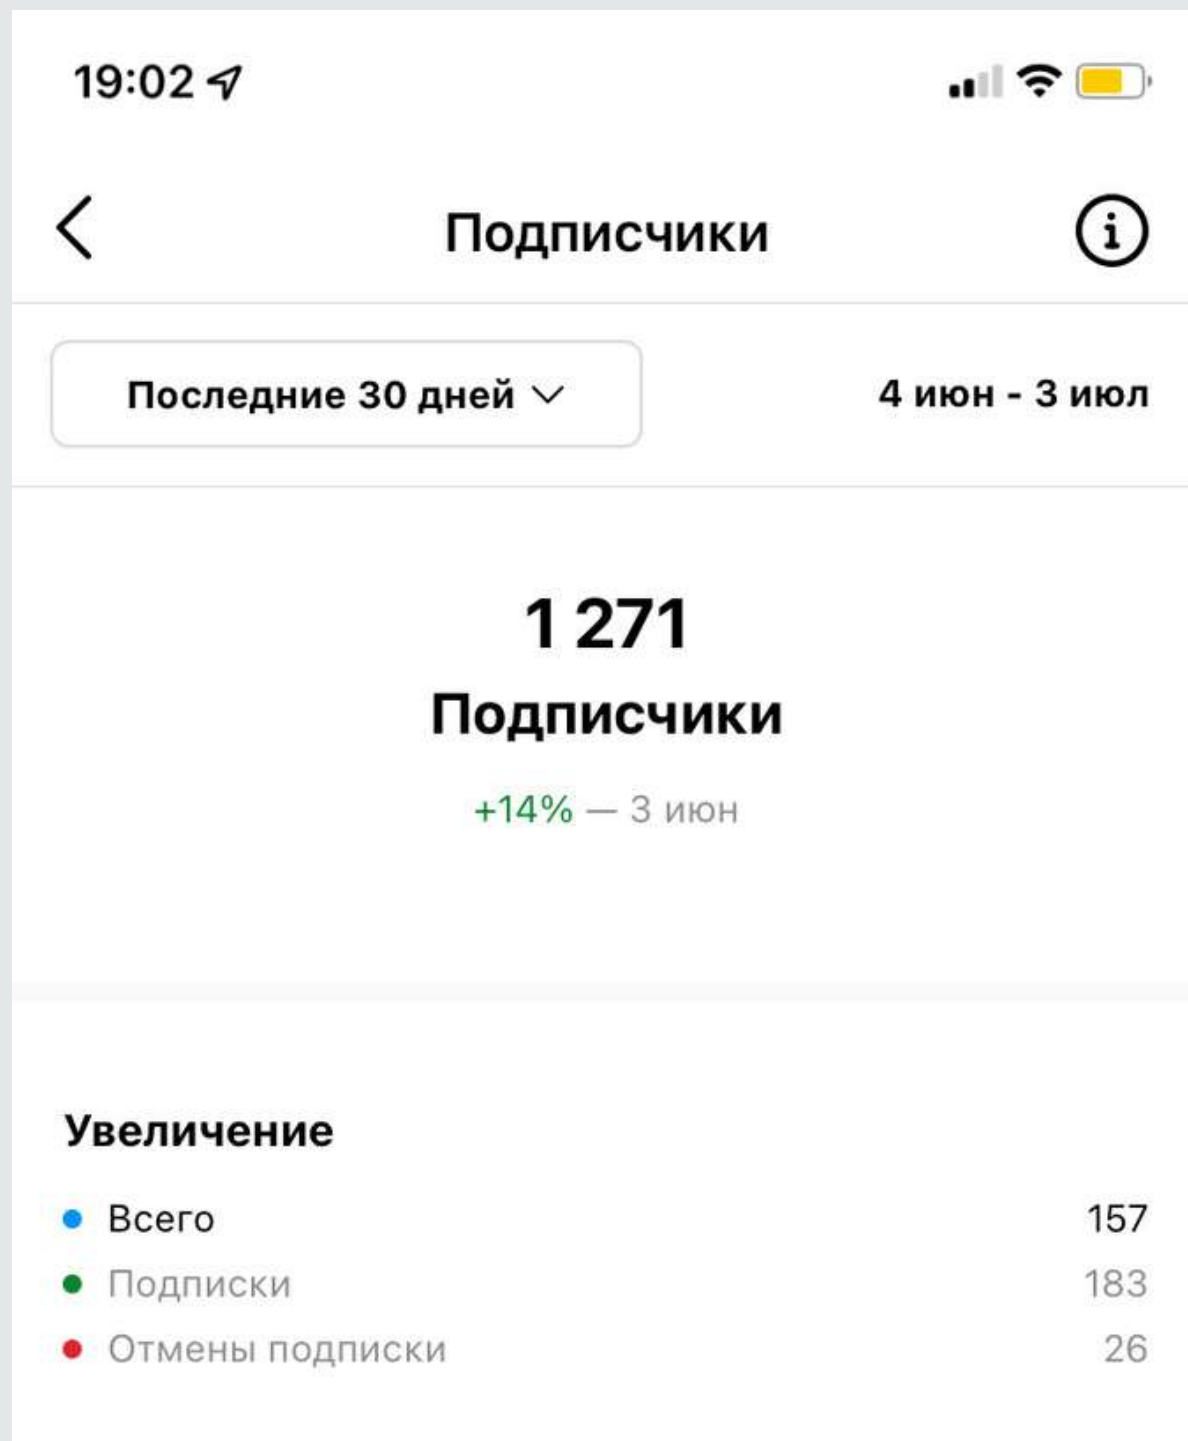 19:02
Подписчики
Последние 30 дней
4 июн - 3 июл
1 271
Подписчики
+14% — 3 июн
Увеличение
Всего 157
Подписки 183
Отмены подписки 26